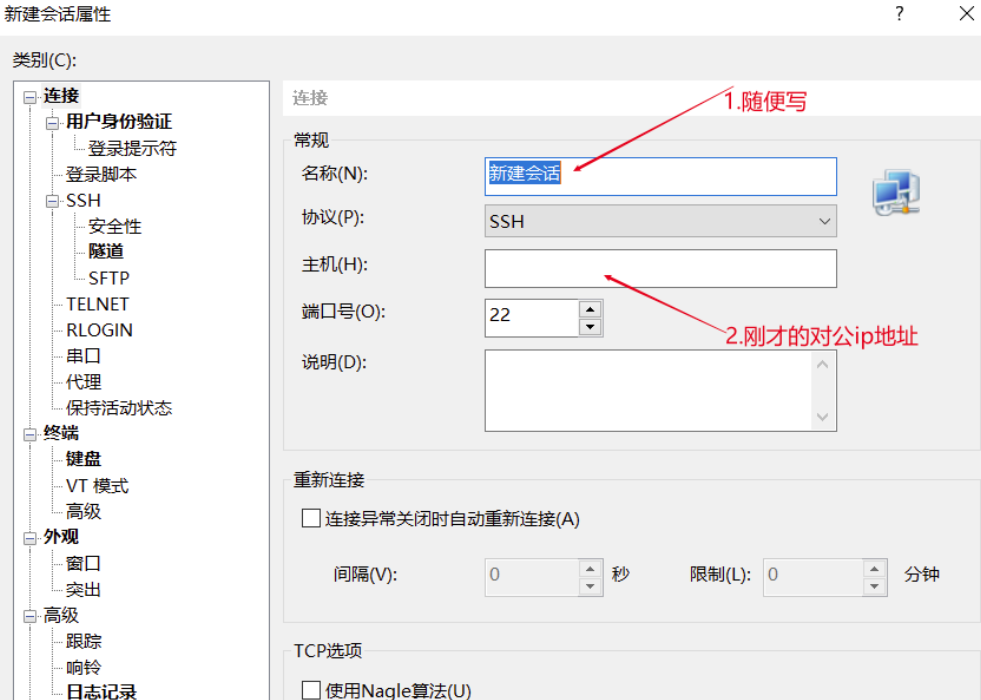 新建会话属性
?
类别(C):
连接
用户身份验证
登录提示符
登录脚本
SSH
安全性
隧道
SFTP
TELNET
RLOGIN
串口
代理
保持活动状态
终端
键盘
VT 模式
高级
外观
窗口
突出
高级
跟踪
响铃
日志记录
连接
1.随便写
常规
名称(N):
新建会话
协议(P):
SSH
主机(H):
端口号(O):
22
2.刚才的对公ip地址
说明(D):
重新连接
连接异常关闭时自动重新连接(A)
间隔(V):
0
秒
限制(L):
0
分钟
TCP选项
使用Nagle算法(U)